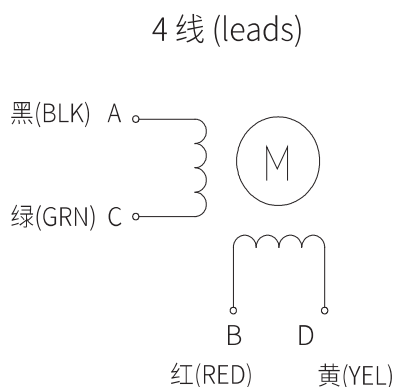 4 线 (leads)
黑(BLK) A
M
绿(GRN) C
B D
红(RED) 黄(YEL)